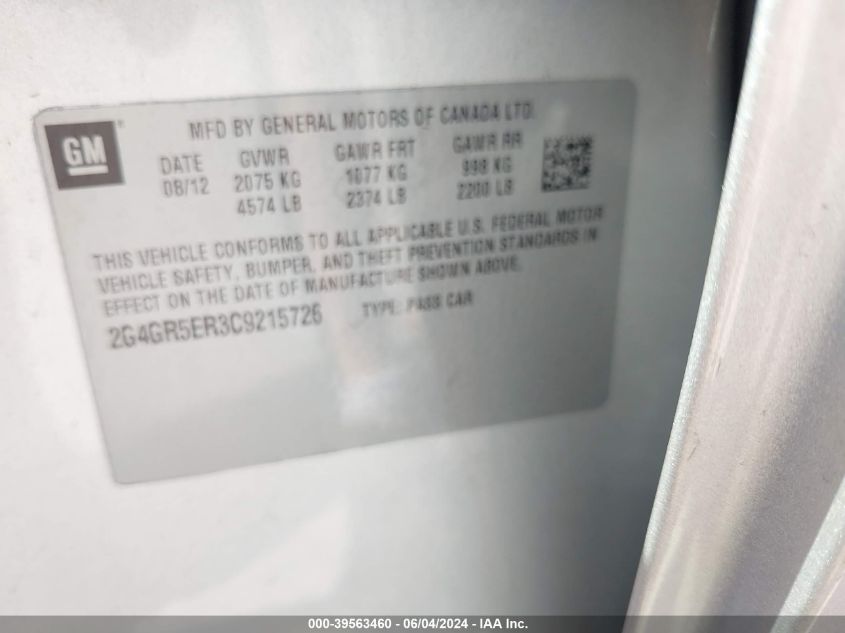 GM
MFD BY GENERAL MOTORS OF CANADA LTD.
DATE GVWR GAWR FRT GAWR RR
08/12 2075 KG 1077 KG 998 KG
4574 LB 2374 LB 2200 LB
THIS VEHICLE CONFORMS TO ALL APPLICABLE U.S. FEDERAL MOTOR
VEHICLE SAFETY, BUMPER, AND THEFT PREVENTION STANDARDS IN
EFFECT ON THE DATE OF MANUFACTURE SHOWN ABOVE.
2G4GR5ER3C9215726 TYPE: PASS CAR
000-39563460 - 06/04/2024 - IAA Inc.